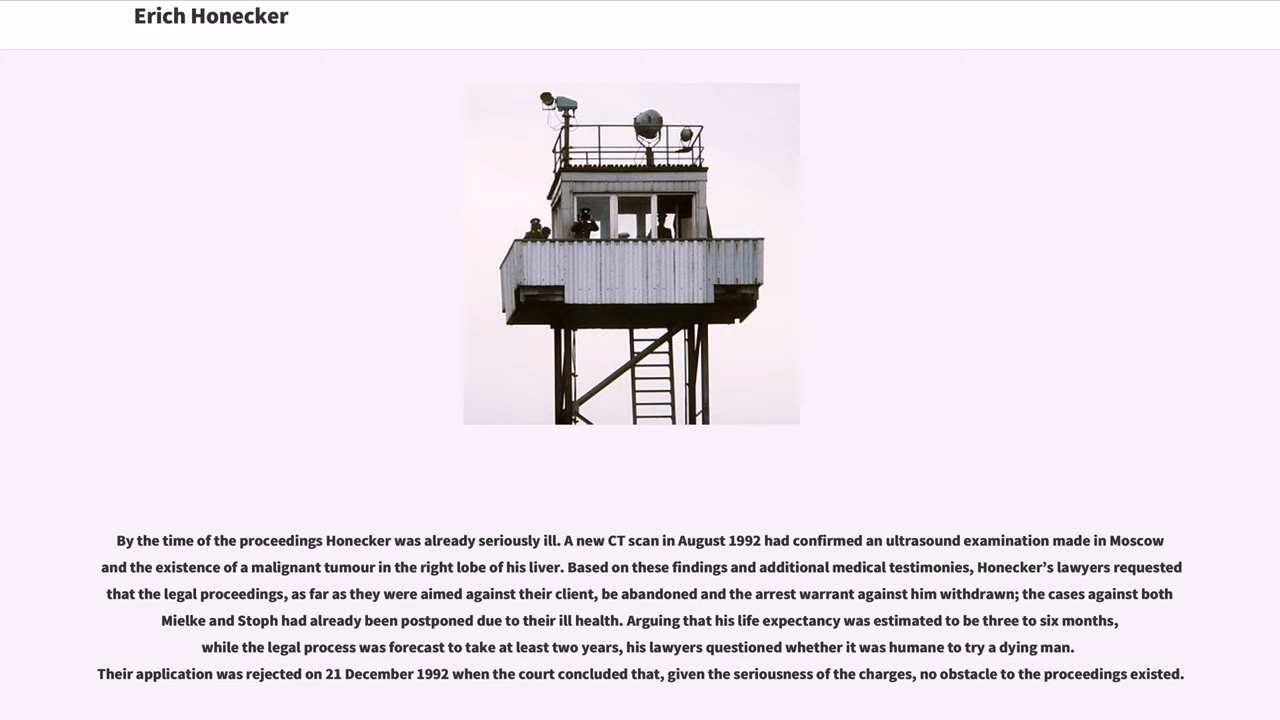 Erich Honecker
By the time of the proceedings Honecker was already seriously ill. A new CT scan in August 1992 had confirmed an ultrasound examination made in Moscow
and the existence of a malignant tumour in the right lobe of his liver. Based on these findings and additional medical testimonies, Honecker’s lawyers requested
that the legal proceedings, as far as they were aimed against their client, be abandoned and the arrest warrant against him withdrawn; the cases against both
Mielke and Stoph had already been postponed due to their ill health. Arguing that his life expectancy was estimated to be three to six months,
while the legal process was forecast to take at least two years, his lawyers questioned whether it was humane to try a dying man.
Their application was rejected on 21 December 1992 when the court concluded that, given the seriousness of the charges, no obstacle to the proceedings existed.